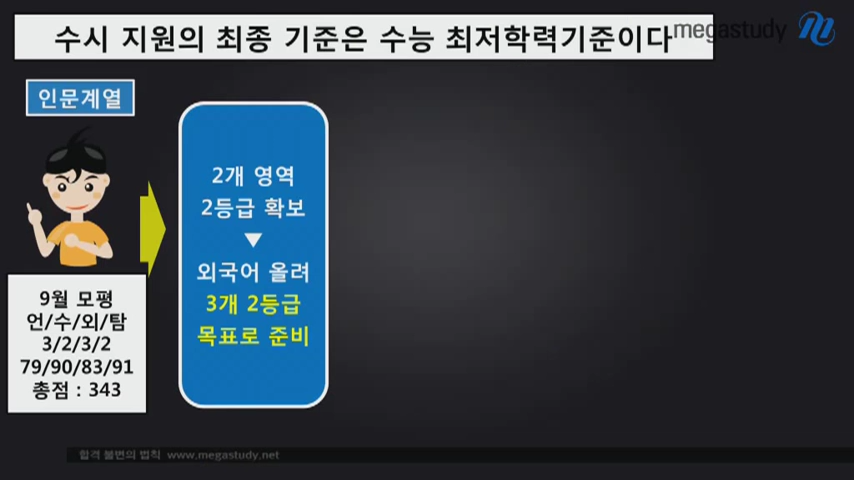 수시 지원의 최종 기준은 수능 최저학력기준이다
megastudy
인문계열
9월 모평
언/수/외/탐
3/2/3/2
79/90/83/91
총점 : 343
2개 영역
2등급 확보
외국어 올려
3개 2등급
목표로 준비
합격 불변의 법칙 www.megastudy.net